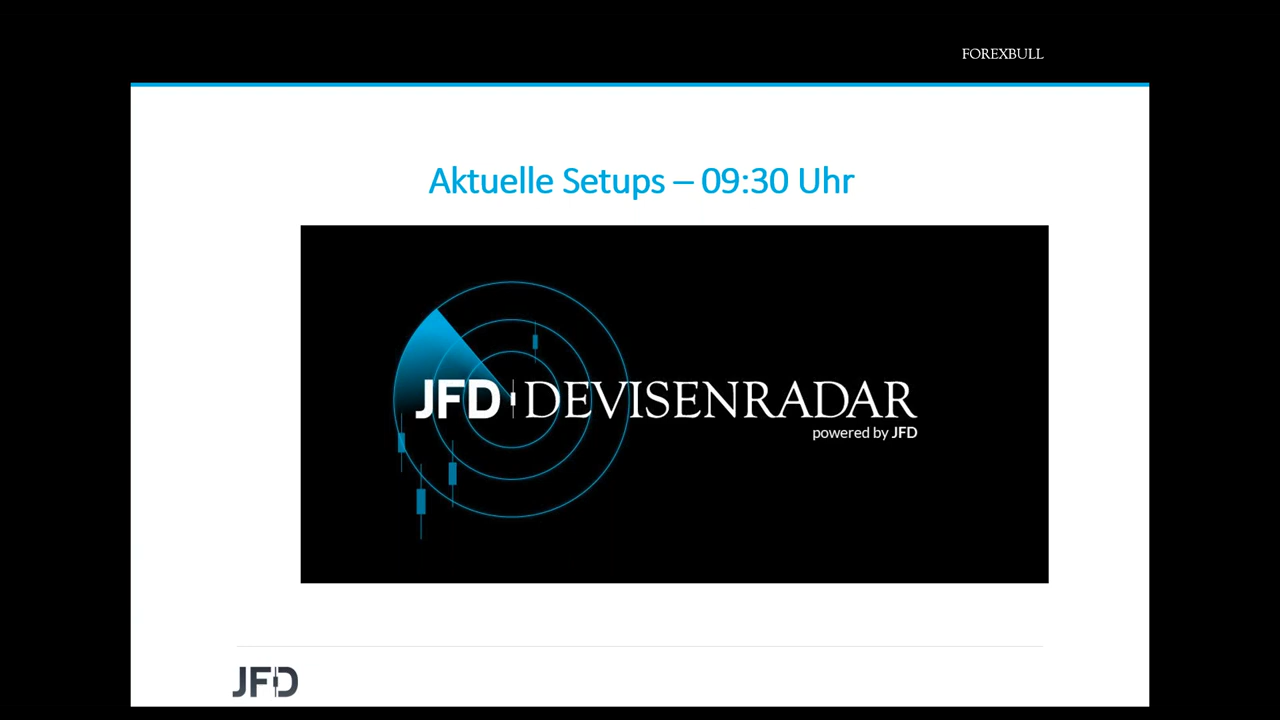 FOREXBULL
Aktuelle Setups – 09:30 Uhr
JFD DEVISENRADAR
powered by JFD
JFD